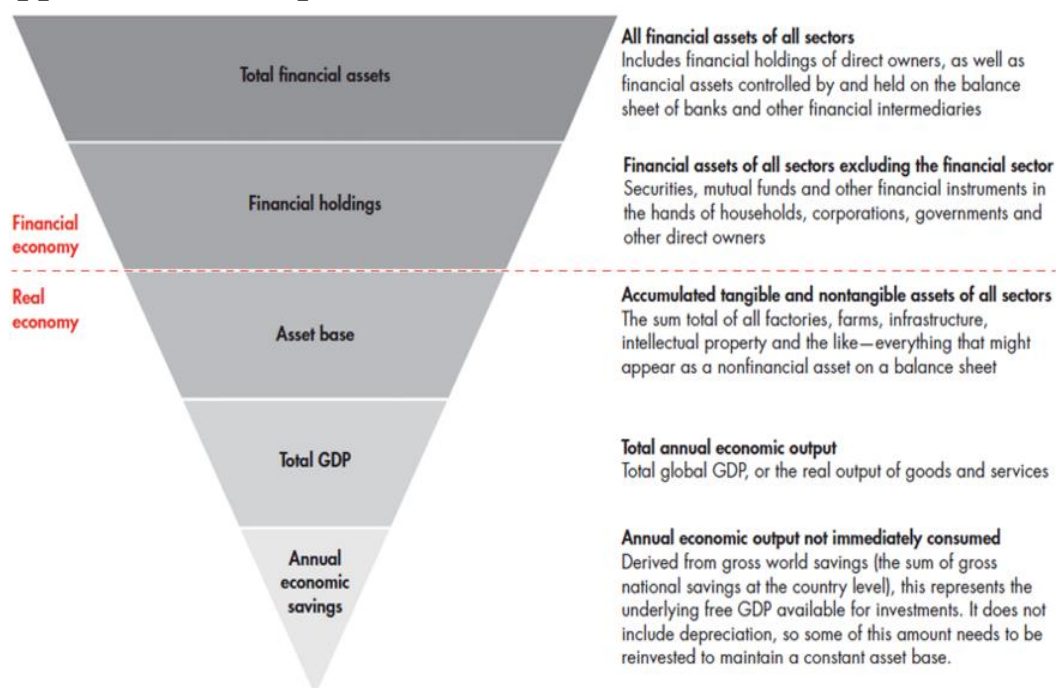 Total financial assets
All financial assets of all sectors
Includes financial holdings of direct owners, as well as
financial assets controlled by and held on the balance
sheet of banks and other financial intermediaries
Financial holdings
Financial assets of all sectors excluding the financial sector
Securities, mutual funds and other financial instruments in
the hands of households, corporations, governments and
other direct owners
Financial
economy
Real
economy
Asset base
Accumulated tangible and nontangible assets of all sectors
The sum total of all factories, farms, infrastructure,
intellectual property and the like—everything that might
appear as a nonfinancial asset on a balance sheet
Total GDP
Total annual economic output
Total global GDP, or the real output of goods and services
Annual
economic
savings
Annual economic output not immediately consumed
Derived from gross world savings (the sum of gross
national savings at the country level), this represents the
underlying free GDP available for investments. It does not
include depreciation, so some of this amount needs to be
reinvested to maintain a constant asset base.